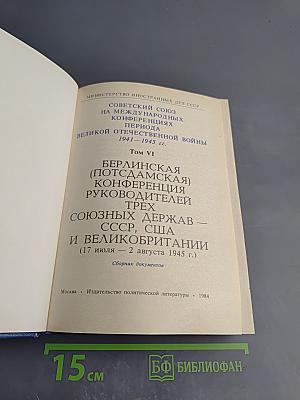 МИНИСТЕРСТВО ИНОСТРАННЫХ ДЕЛ СССР
СОВЕТСКИЙ СОЮЗ
НА МЕЖДУНАРОДНЫХ
КОНФЕРЕНЦИЯХ
ПЕРИОДА
ВЕЛИКОЙ ОТЕЧЕСТВЕННОЙ ВОЙНЫ
1941—1945 гг.
Том VI
БЕРЛИНСКАЯ
(ПОТСДАМСКАЯ)
КОНФЕРЕНЦИЯ
РУКОВОДИТЕЛЕЙ
ТРЕХ
СОЮЗНЫХ ДЕРЖАВ —
СССР, США
И ВЕЛИКОБРИТАНИИ
(17 июля — 2 августа 1945 г.)
Сборник документов
Москва • Издательство политической литературы • 1984
15 см
БФ БИБЛИОФАН